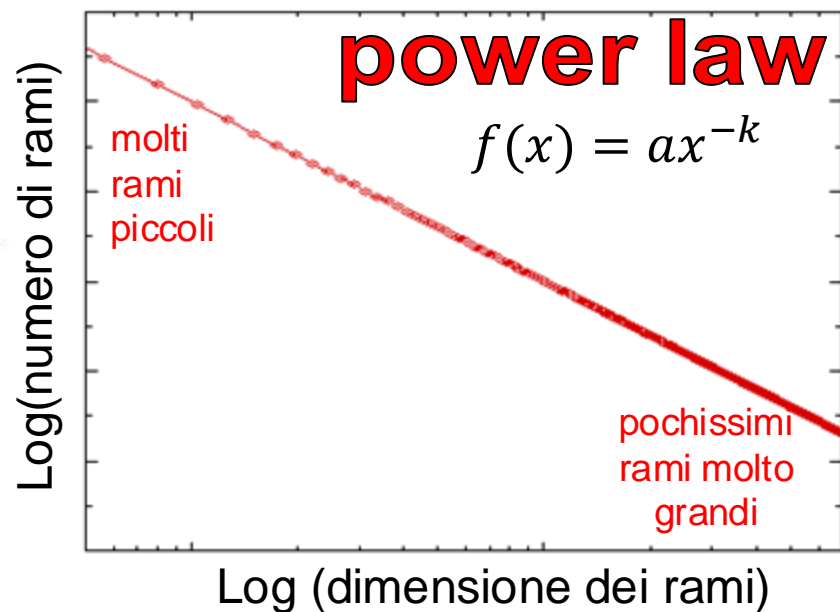 power law
f(x) = ax^{-k}
molti
rami
piccoli
Log(numero di rami)
pochissimi
rami molto
grandi
Log (dimensione dei rami)